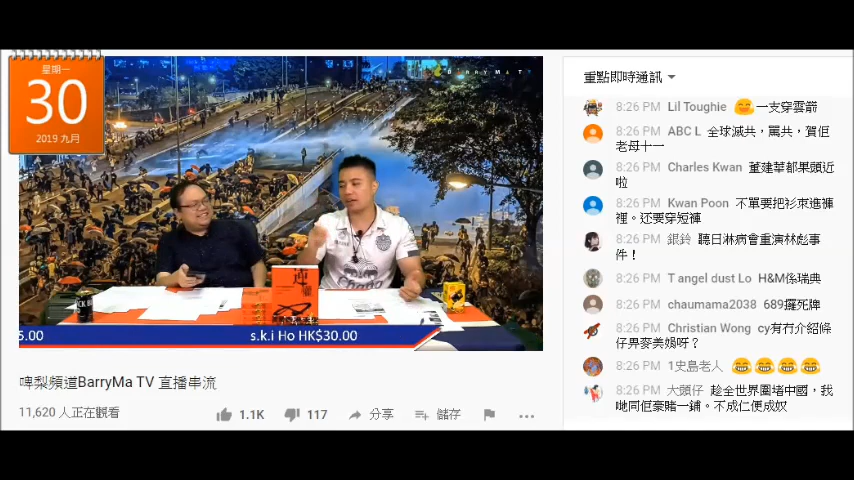 星期一
30
2019 九月
BARRYMA TV
5.00
s.k.i Ho HK$30.00
啤梨頻道BarryMa TV 直播串流
11,620 人正在觀看
1.1K
117
分享
儲存
重點即時通訊
8:26 PM Lil Toughie 一支穿雲箭
8:26 PM ABC L 全球滅共，罵共，賀佢
老母十一
8:26 PM Charles Kwan 董建華都果頭近
啦
8:26 PM Kwan Poon 不單要把衫束進褲
裡。还要穿短褲
8:26 PM 銀鈴 聽日淋病會重演林彪事
件！
8:26 PM T angel dust Lo H&M係瑞典
8:26 PM chaumama2038 689攞死牌
8:26 PM Christian Wong cy有冇介紹條
仔畀麥美娟呀？
8:26 PM 1史島老人
8:26 PM 大頭仔 趁全世界圍堵中國，我
哋同佢豪賭一鋪。不成仁便成奴